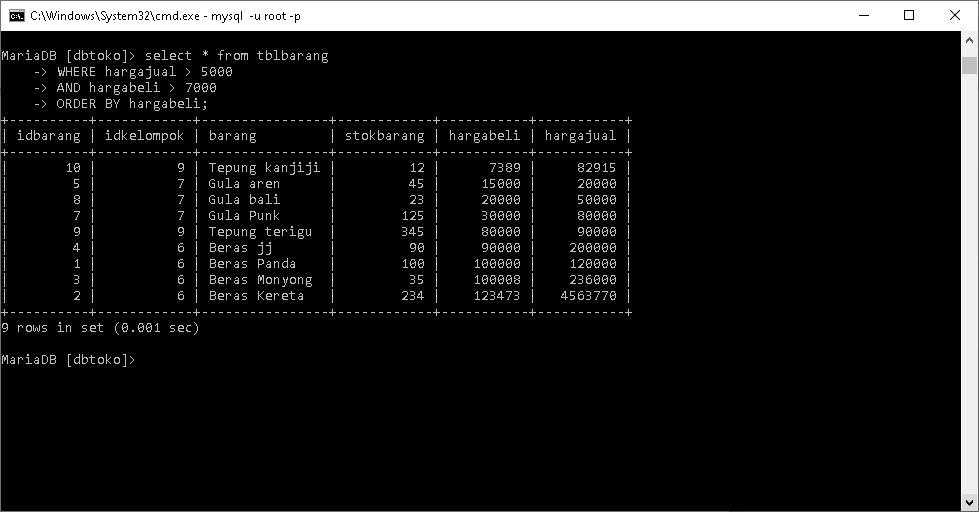 C:\Windows\System32\cmd.exe - mysql  -u root -p
MariaDB [dbtoko]> select * from tblbarang
    -> WHERE hargajual > 5000
    -> AND hargabeli > 7000
    -> ORDER BY hargabeli;
+----------+------------+---------------+------------+-----------+-----------+
| idbarang | idkelompok | barang        | stokbarang | hargabeli | hargajual |
+----------+------------+---------------+------------+-----------+-----------+
|       10 |          9 | Tepung kanjiji |         12 |      7389 |     82915 |
|        5 |          7 | Gula aren     |         45 |     15000 |     20000 |
|        8 |          7 | Gula bali     |         23 |     20000 |     50000 |
|        7 |          7 | Gula Punk     |        125 |     30000 |     80000 |
|        9 |          9 | Tepung terigu |        345 |     80000 |     90000 |
|        4 |          6 | Beras jj      |         90 |     90000 |    200000 |
|        1 |          6 | Beras Panda   |        100 |    100000 |    120000 |
|        3 |          6 | Beras Monyong |         35 |    100008 |    236000 |
|        2 |          6 | Beras Kereta  |        234 |    123473 |   4563770 |
+----------+------------+---------------+------------+-----------+-----------+
9 rows in set (0.001 sec)
MariaDB [dbtoko]>